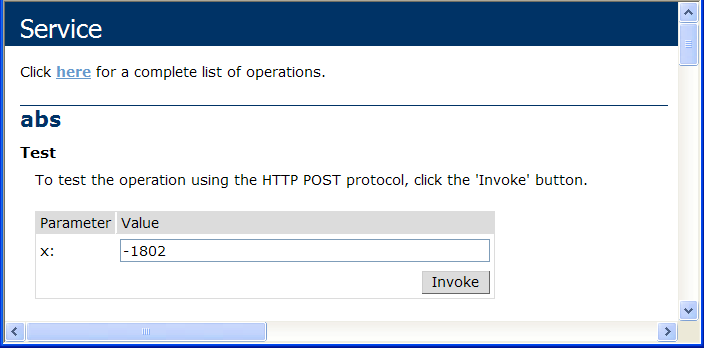 Service
Click here for a complete list of operations.
abs
Test
To test the operation using the HTTP POST protocol, click the 'Invoke' button.
Parameter Value
x: -1802
Invoke